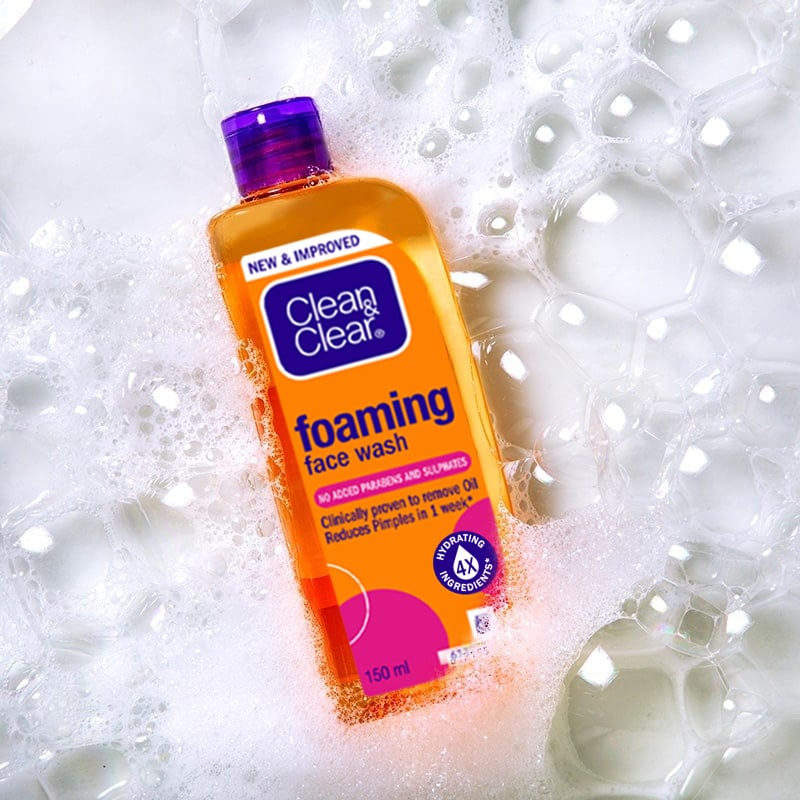 NEW & IMPROVED
Clean
&
Clear®
foaming
face wash
NO ADDED PARABENS AND SULPHATES
Clinically proven to remove Oil
Reduces Pimples in 1 week*
HYDRATING
4X
INGREDIENTS*
150 ml